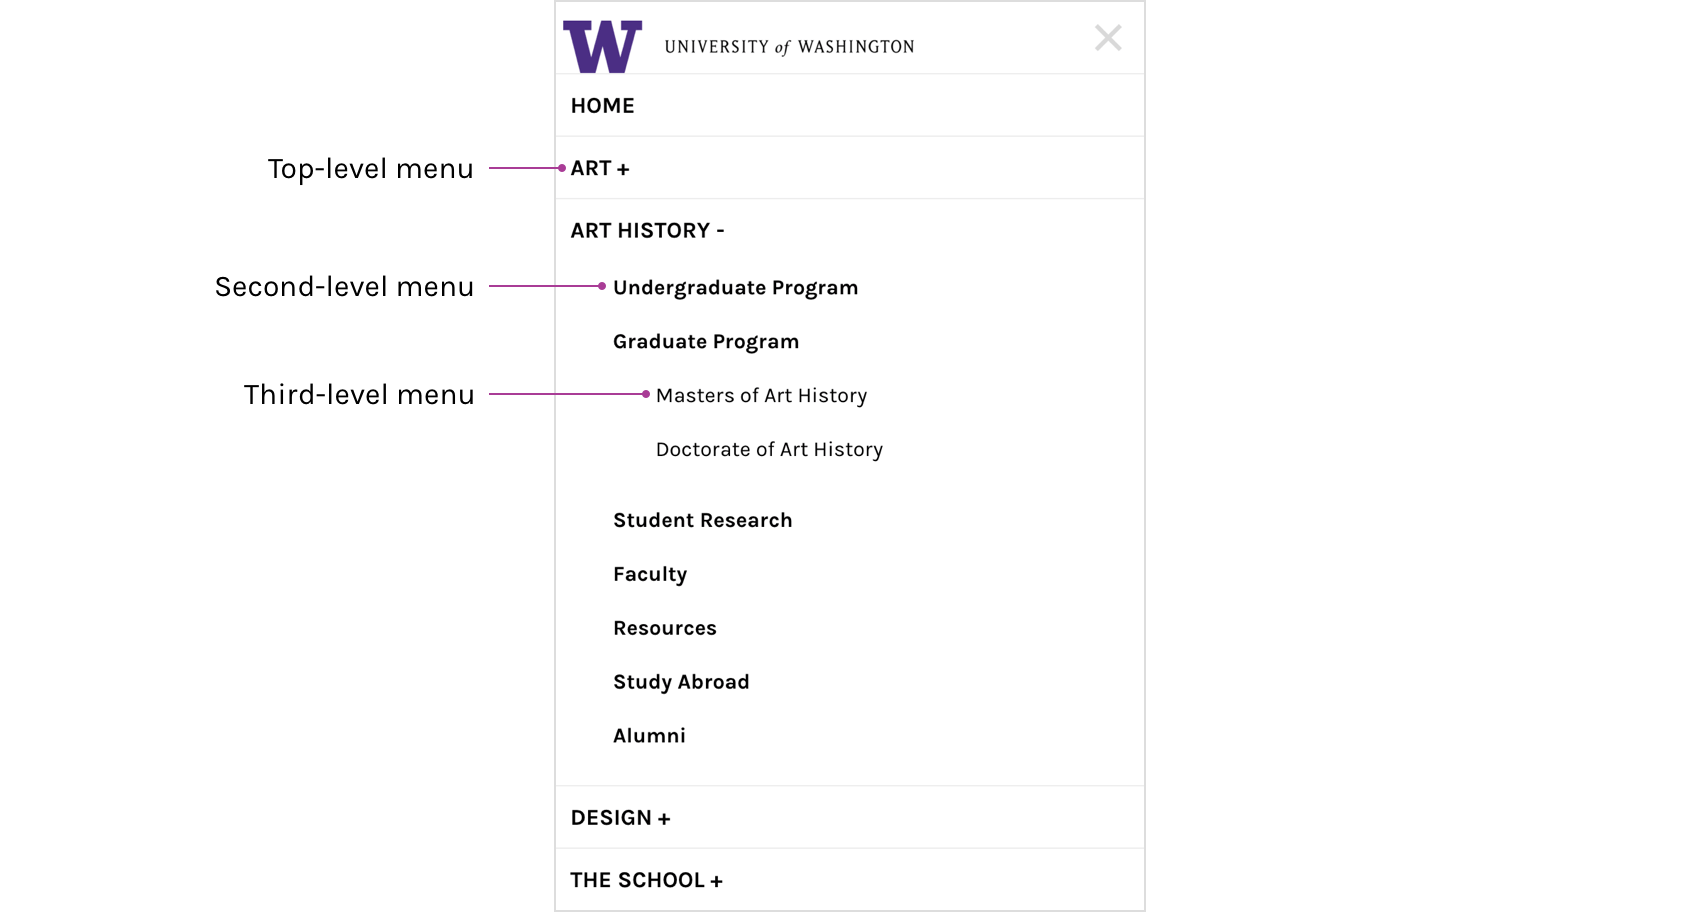 W UNIVERSITY of WASHINGTON
HOME
Top-level menu ART +
ART HISTORY -
Second-level menu Undergraduate Program
Graduate Program
Third-level menu Masters of Art History
Doctorate of Art History
Student Research
Faculty
Resources
Study Abroad
Alumni
DESIGN +
THE SCHOOL +